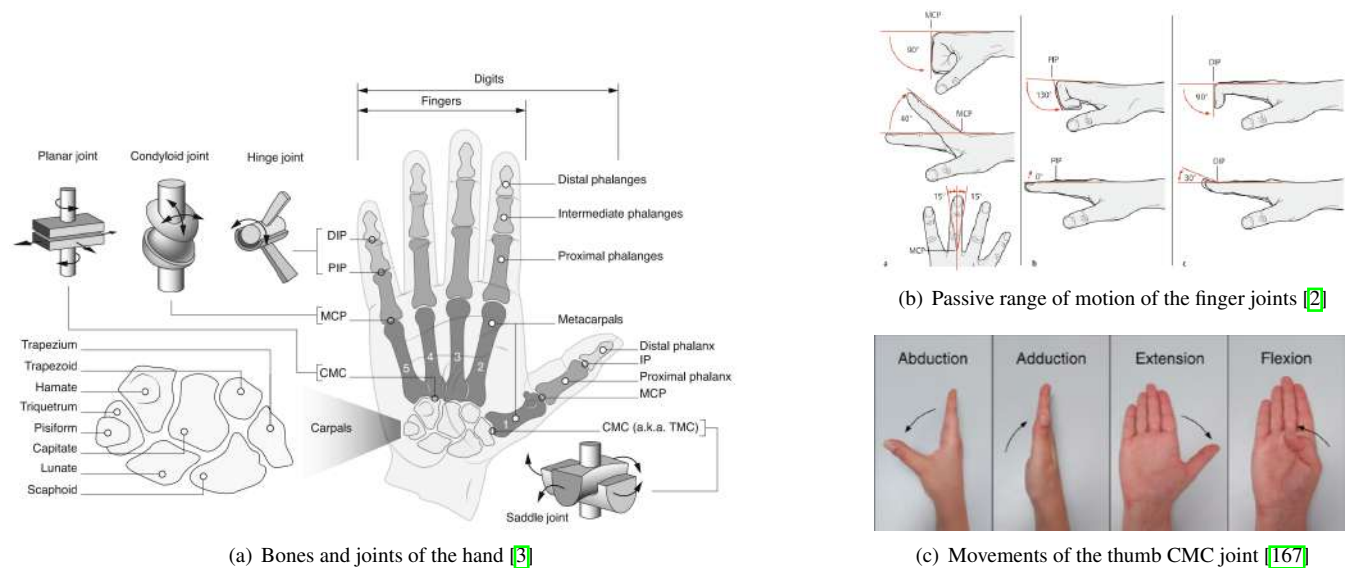 Digits
Fingers
Planar joint
Condyloid joint
Hinge joint
DIP
PIP
MCP
CMC
Distal phalanges
Intermediate phalanges
Proximal phalanges
Metacarpals
Distal phalanx
IP
Proximal phalanx
MCP
CMC (a.k.a. TMC)
Saddle joint
5
4
3
2
1
Trapezium
Trapezoid
Hamate
Triquetrum
Pisiform
Capitate
Lunate
Scaphoid
Carpals
(a) Bones and joints of the hand [3]
MCP
90°
40°
MCP
15°
15°
MCP
a
PIP
130°
PIP
0°
b
DIP
90°
DIP
30°
c
(b) Passive range of motion of the finger joints [2]
Abduction
Adduction
Extension
Flexion
(c) Movements of the thumb CMC joint [167]